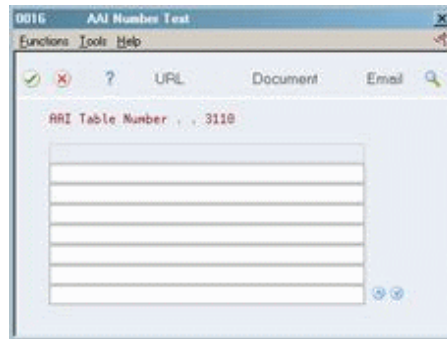 0016 AAI Number Text
Functions Tools Help
? URL Document Email
AAI Table Number . . 3110